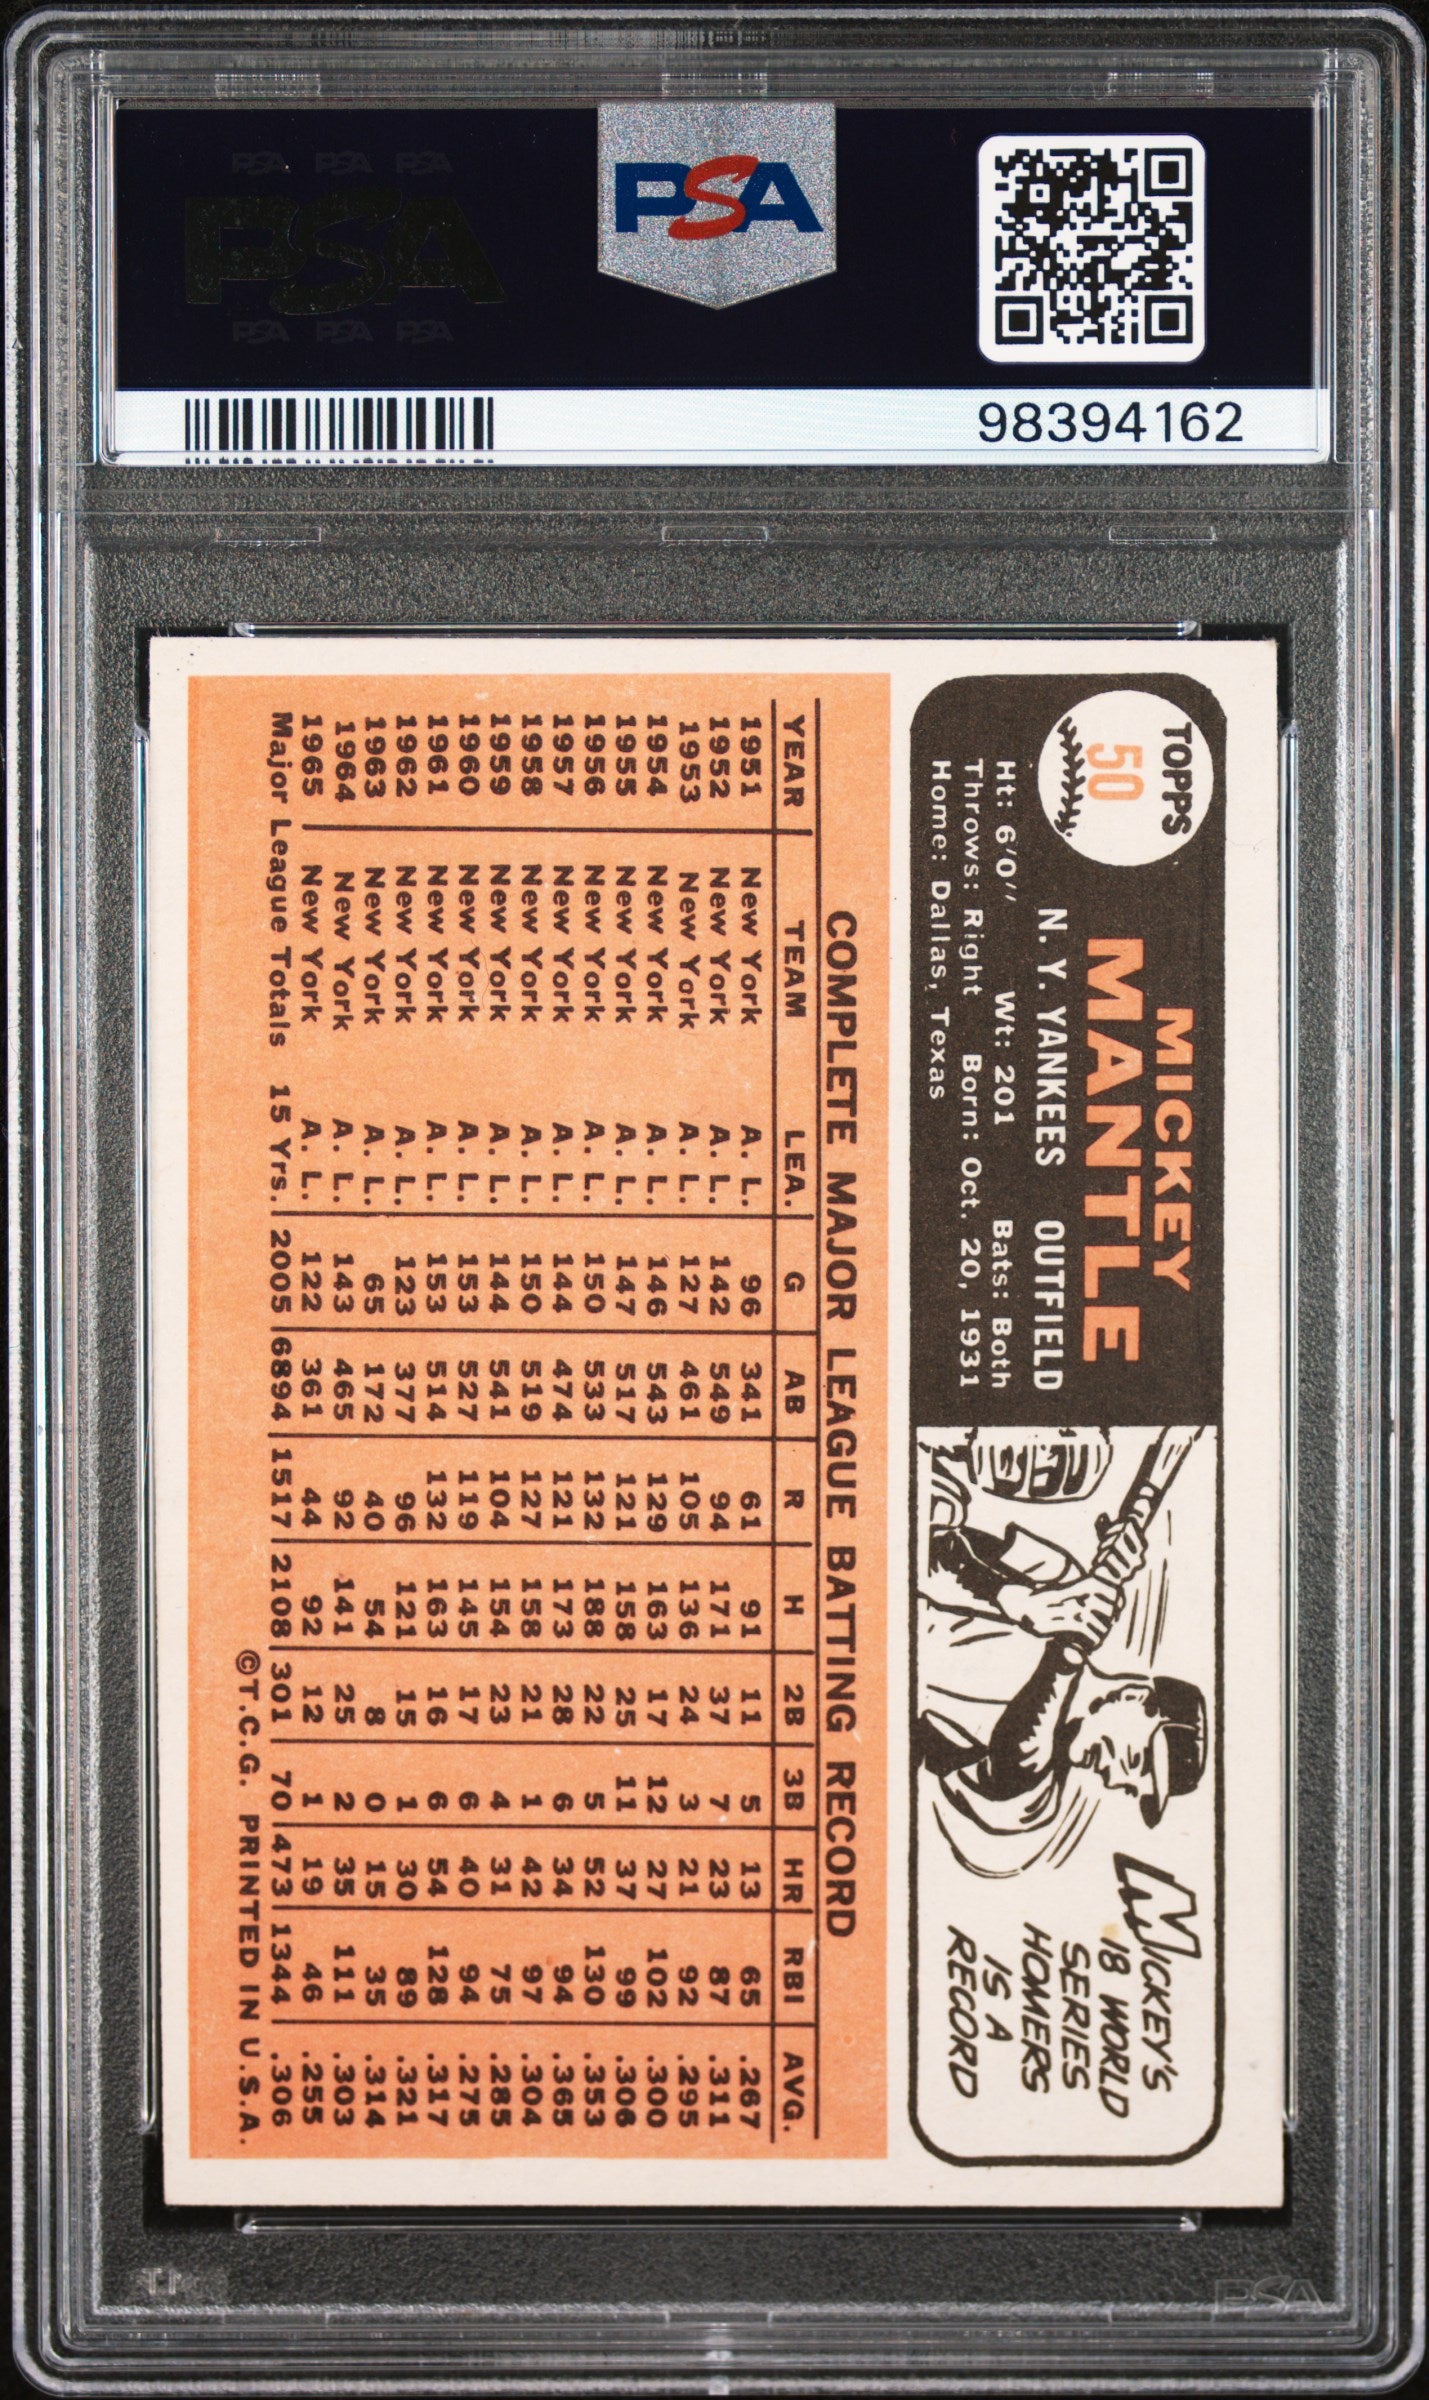 PSA PSA PSA
PSA
PSA PSA PSA
PSA
98394162
TOPPS
50
MICKEY
MANTLE
N. Y. YANKEES OUTFIELD
Ht: 6'0" Wt: 201 Bats: Both
Throws: Right Born: Oct. 20, 1931
Home: Dallas, Texas
MICKEY'S
18 WORLD
SERIES
HOMERS
IS A
RECORD
COMPLETE MAJOR LEAGUE BATTING RECORD
YEAR TEAM LEA. G AB R H 2B 3B HR RBI AVG.
1951 New York A. L. 96 341 61 91 11 5 13 65 .267
1952 New York A. L. 142 549 94 171 37 7 23 87 .311
1953 New York A. L. 127 461 105 136 24 3 21 92 .295
1954 New York A. L. 146 543 129 163 17 12 27 102 .300
1955 New York A. L. 147 517 121 158 25 11 37 99 .306
1956 New York A. L. 150 533 132 188 22 5 52 130 .353
1957 New York A. L. 144 474 121 173 28 6 34 94 .365
1958 New York A. L. 150 519 127 158 21 1 42 97 .304
1959 New York A. L. 144 541 104 154 23 4 31 75 .285
1960 New York A. L. 153 527 119 145 17 6 40 94 .275
1961 New York A. L. 153 514 132 163 16 6 54 128 .317
1962 New York A. L. 123 377 96 121 15 1 30 89 .321
1963 New York A. L. 65 172 40 54 8 0 15 35 .314
1964 New York A. L. 143 465 92 141 25 2 35 111 .303
1965 New York A. L. 122 361 44 92 12 1 19 46 .255
Major League Totals 15 Yrs. 2005 6894 1517 2108 301 70 473 1344 .306
©T.C.G. PRINTED IN U.S.A.
PSA